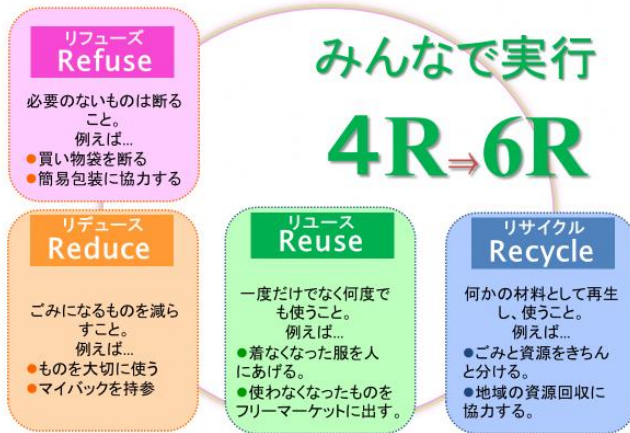 みんなで実行
4R⇒6R
リフューズ
Refuse
必要のないものは断る
こと。
例えば...
●買い物袋を断る
●簡易包装に協力する
リデュース
Reduce
ごみになるものを減ら
すこと。
例えば...
●ものを大切に使う
●マイバックを持参
リユース
Reuse
一度だけでなく何度で
も使うこと。
例えば...
●着なくなった服を人
にあげる。
●使わなくなったものを
フリーマーケットに出す。
リサイクル
Recycle
何かの材料として再生
し、使うこと。
例えば...
●ごみと資源をきちん
と分ける。
●地域の資源回収に
協力する。